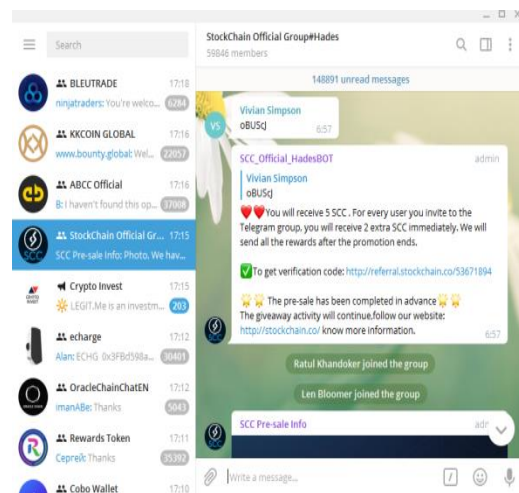 Search
BLEUTRADE 17:18
ninjatraders: You're welco... 6284
KKCOIN GLOBAL 17:16
www.bounty.global: Wel... 22057
ABCC Official 17:16
B: I haven't found this op... 37008
StockChain Official Gr... 17:15
SCC Pre-sale Info: Photo. We hav...
Crypto Invest 17:15
LEGIT.Me is an investm... 203
echarge 17:12
Alan: ECHG 0x3FBd598a... 30401
OracleChainChatEN 17:12
imanABe: Thanks 5043
Rewards Token 17:11
Сергей: Thanks 35392
Cobo Wallet 17:10
StockChain Official Group#Hades
59846 members
148891 unread messages
VS
Vivian Simpson
oBUScJ 6:57
SCC_Official_HadesBOT admin
Vivian Simpson
oBUScJ
You will receive 5 SCC . For every user you invite to the
Telegram group, you will receive 2 extra SCC immediately. We will
send all the rewards after the promotion ends.
To get verification code: http://referral.stockchain.co/53671894
The pre-sale has been completed in advance
The giveaway activity will continue,follow our website:
http://stockchain.co/ know more information. 6:57
Ratul Khandoker joined the group
Len Bloomer joined the group
SCC Pre-sale Info
Write a message...